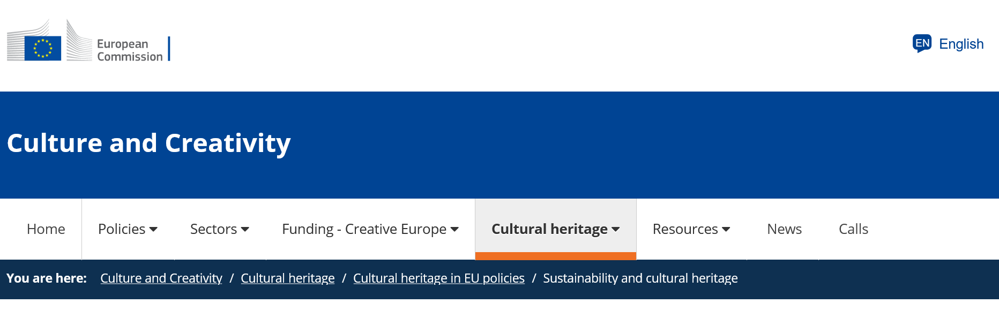 European
Commission
EN English
Culture and Creativity
Home Policies Sectors Funding - Creative Europe Cultural heritage Resources News Calls
You are here: Culture and Creativity / Cultural heritage / Cultural heritage in EU policies / Sustainability and cultural heritage